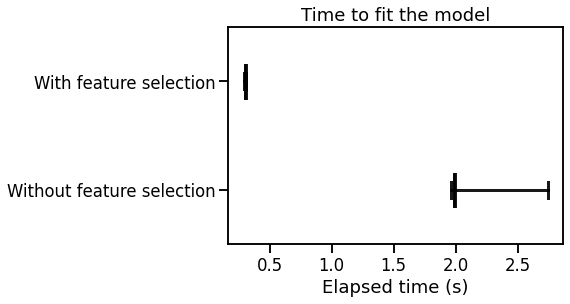 Time to fit the model
With feature selection
Without feature selection
0.5 1.0 1.5 2.0 2.5
Elapsed time (s)